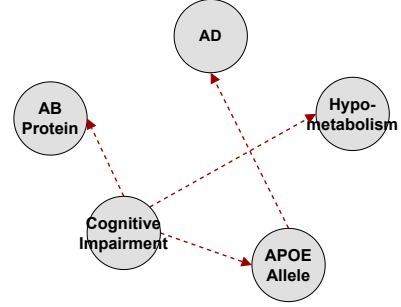 AD
AB
Protein
Hypo-
metabolism
Cognitive
Impairment
APOE
Allele